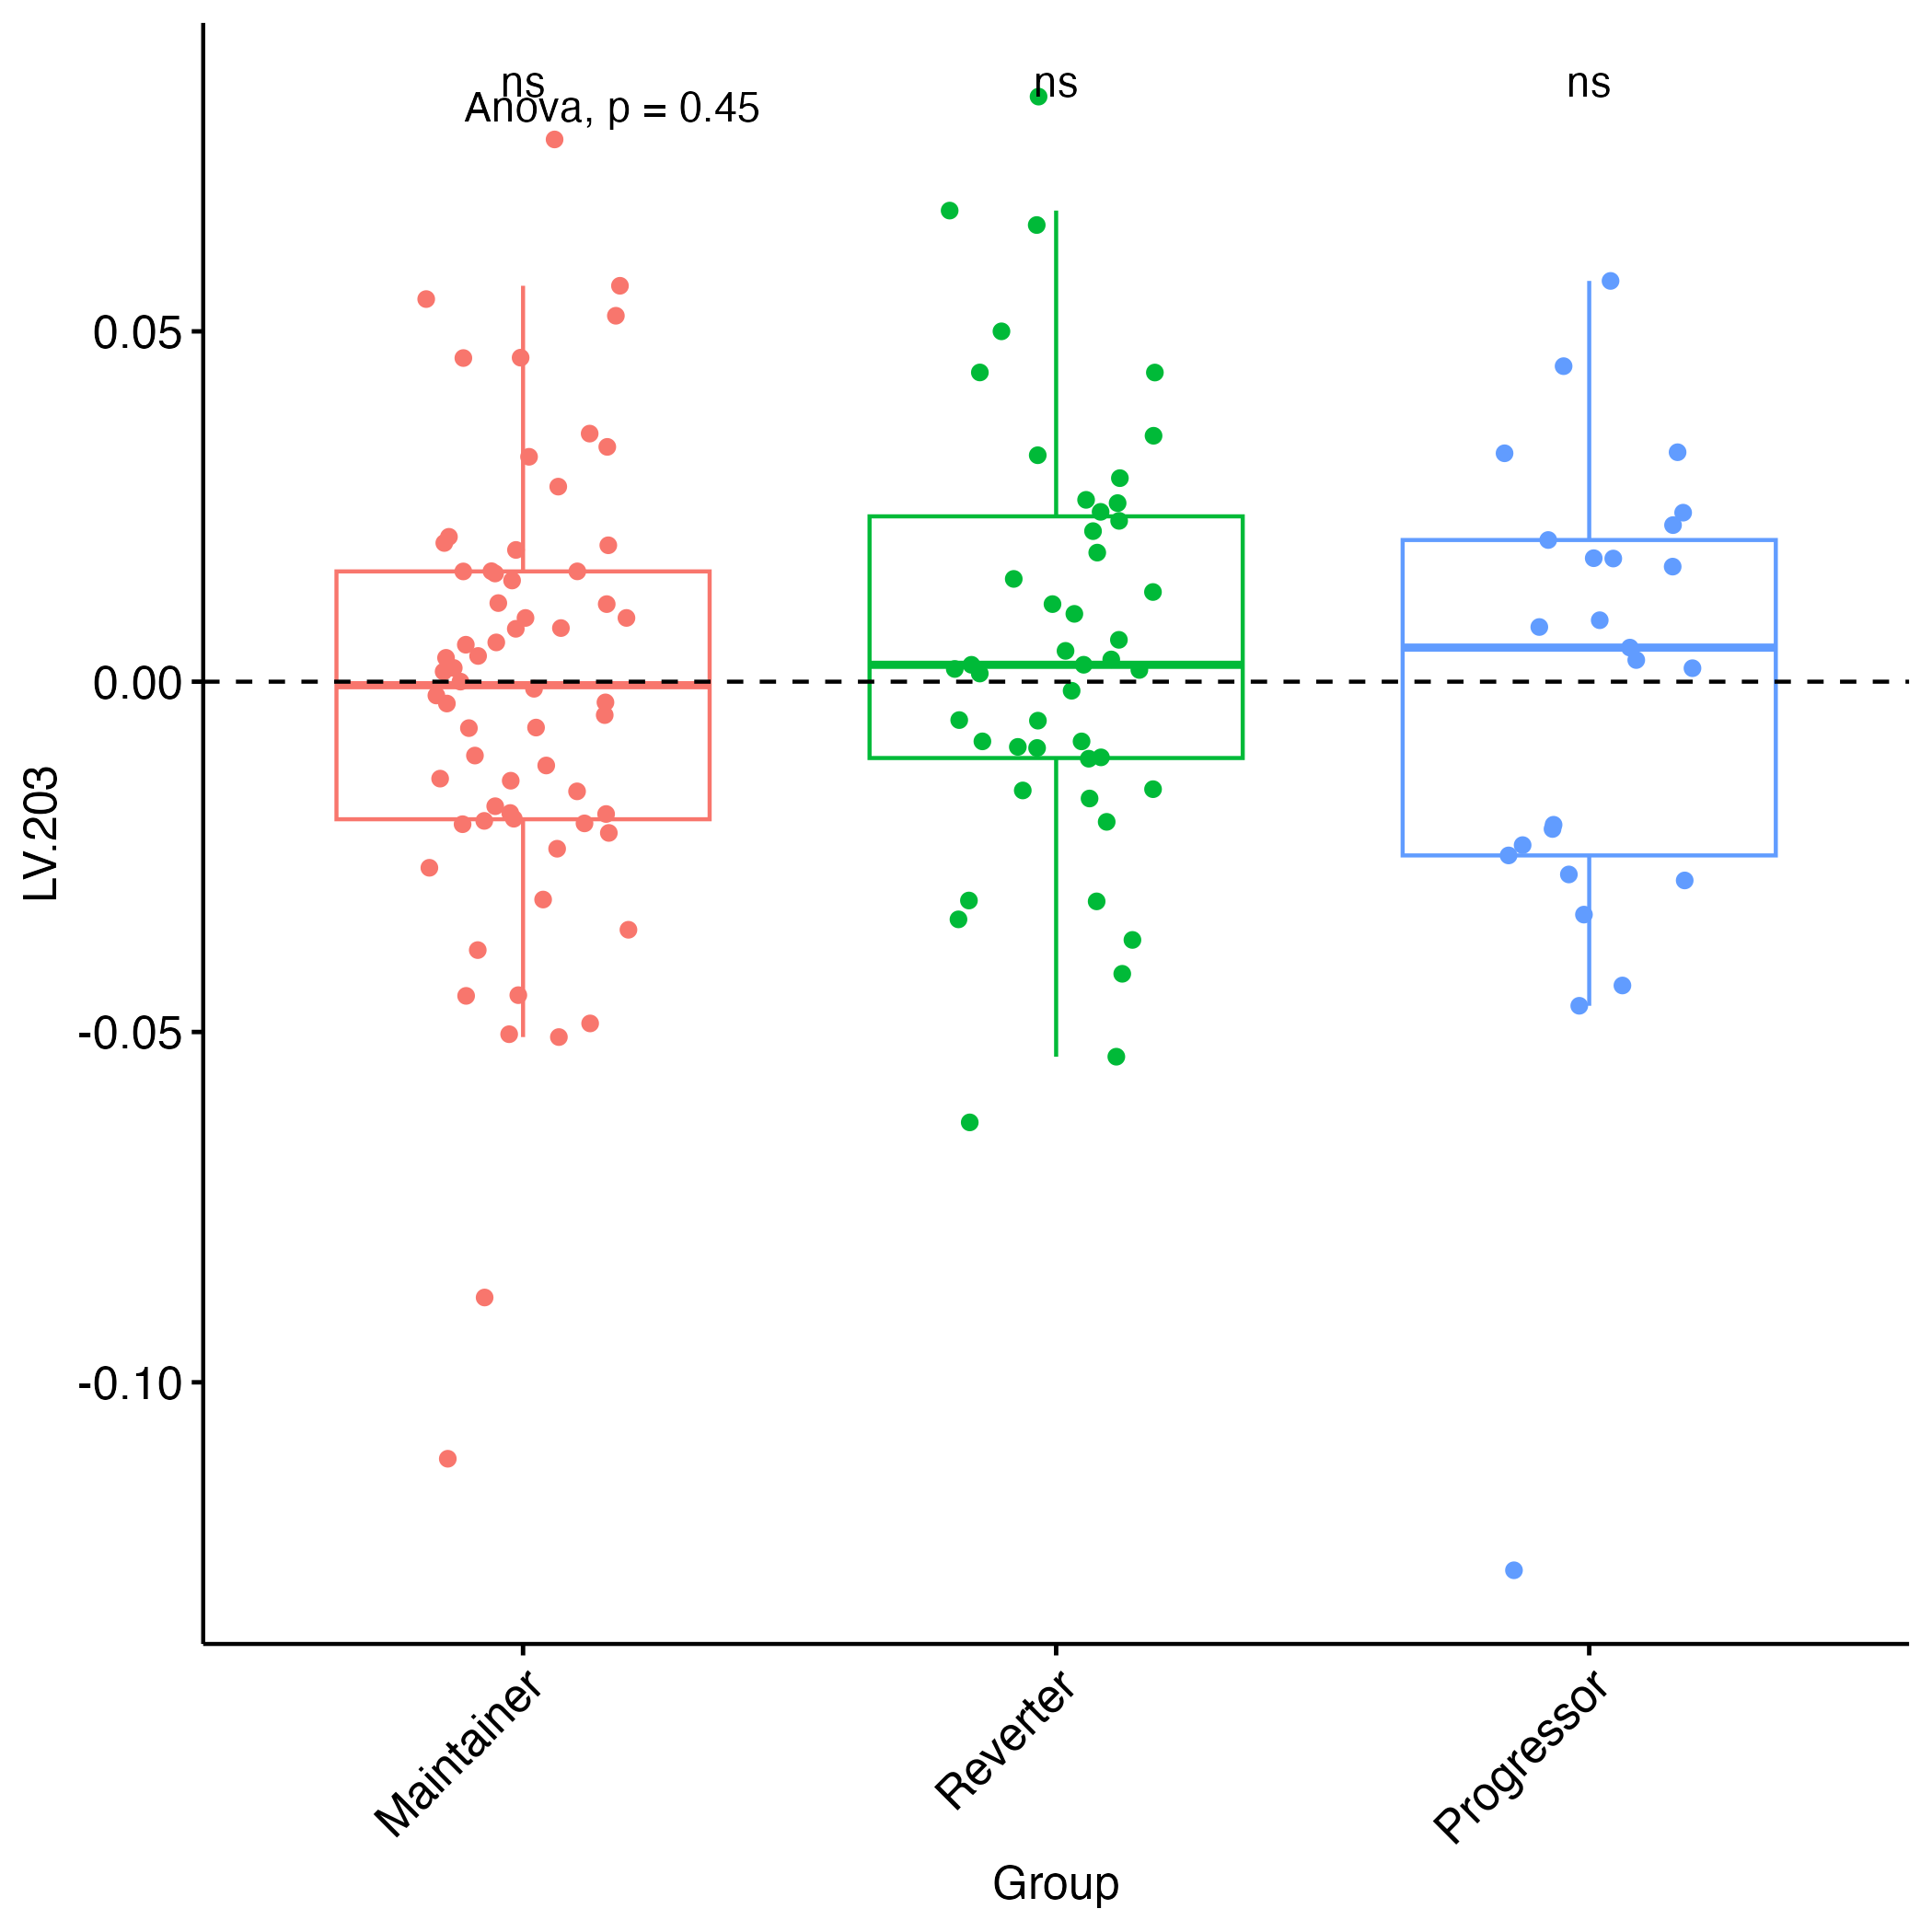 ns
ns
ns
Anova, p = 0.45
0.05
0.00
-0.05
-0.10
LV.203
Maintainer
Reverter
Progressor
Group